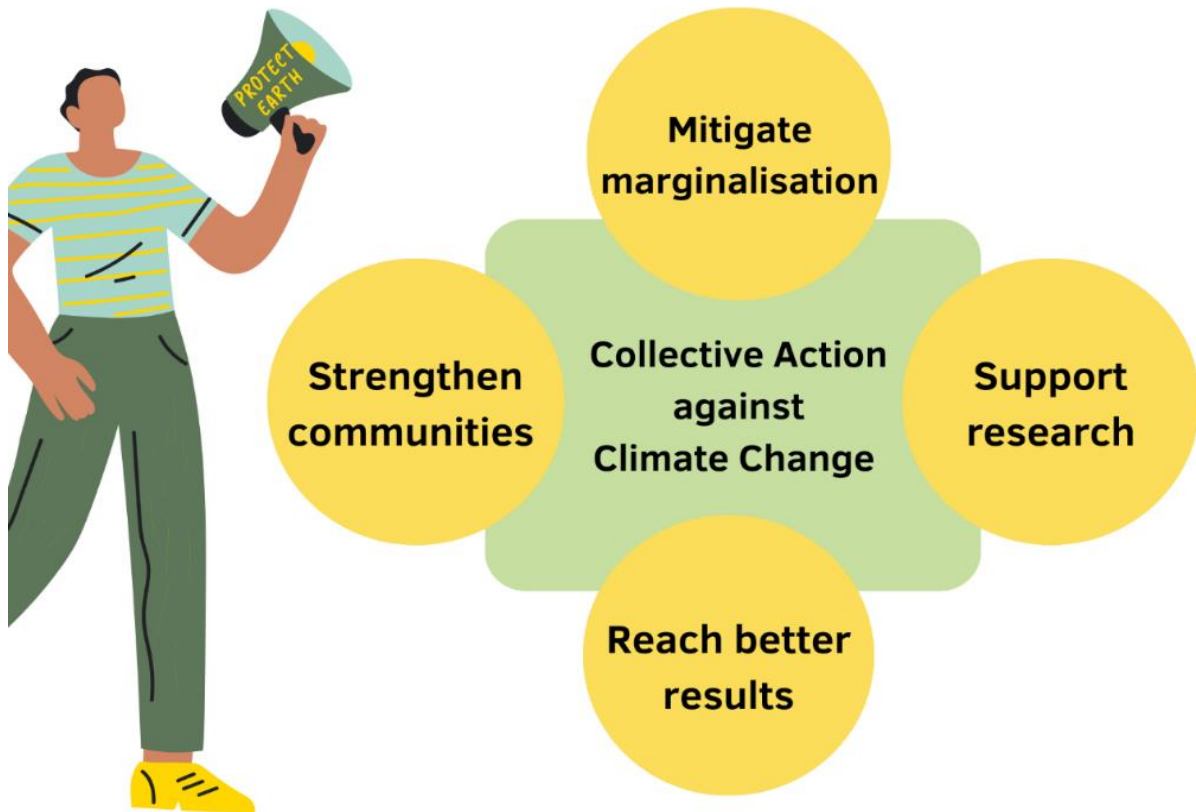 PROTECT
EARTH
Mitigate
marginalisation
Strengthen
communities
Collective Action
against
Climate Change
Support
research
Reach better
results